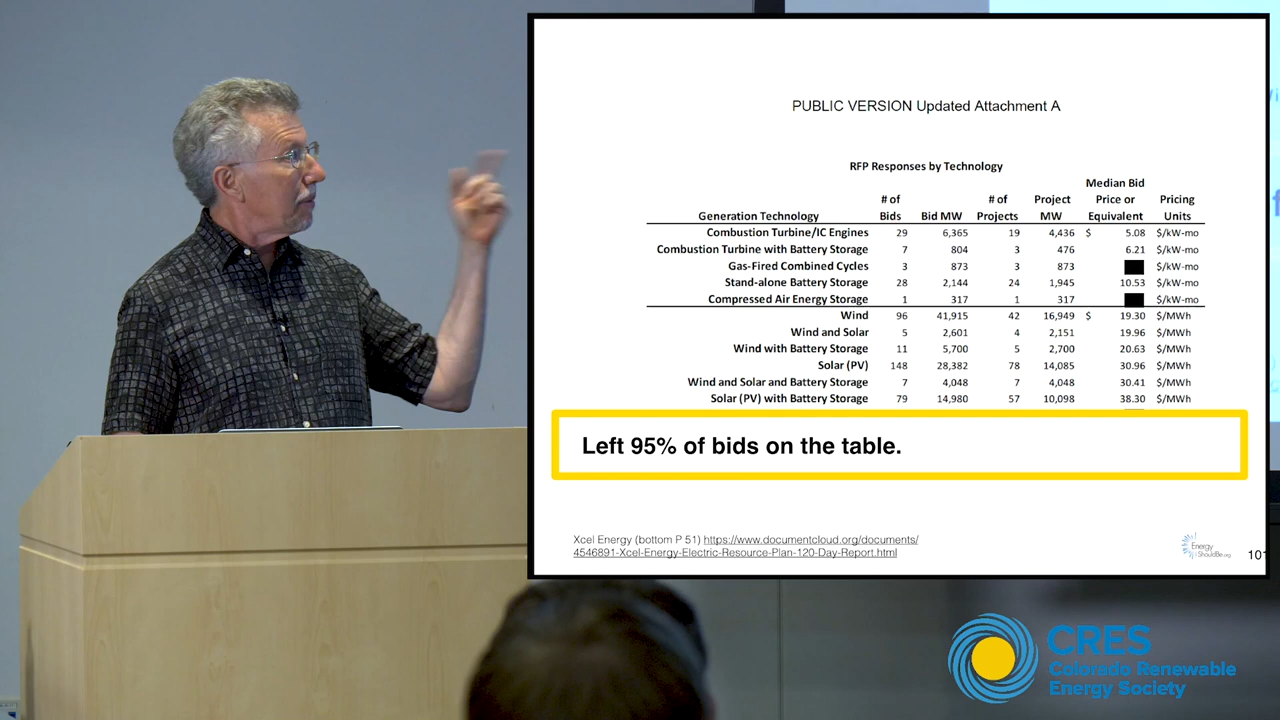 PUBLIC VERSION Updated Attachment A
RFP Responses by Technology
Generation Technology # of Bids Bid MW # of Projects Project MW Median Bid Price or Equivalent Pricing Units
Combustion Turbine/IC Engines 29 6,365 19 4,436 $ 5.08 $/kW-mo
Combustion Turbine with Battery Storage 7 804 3 476 6.21 $/kW-mo
Gas-Fired Combined Cycles 3 873 3 873 $/kW-mo
Stand-alone Battery Storage 28 2,144 24 1,945 10.53 $/kW-mo
Compressed Air Energy Storage 1 317 1 317 $/kW-mo
Wind 96 41,915 42 16,949 $ 19.30 $/MWh
Wind and Solar 5 2,601 4 2,151 19.96 $/MWh
Wind with Battery Storage 11 5,700 5 2,700 20.63 $/MWh
Solar (PV) 148 28,382 78 14,085 30.96 $/MWh
Wind and Solar and Battery Storage 7 4,048 7 4,048 30.41 $/MWh
Solar (PV) with Battery Storage 79 14,980 57 10,098 38.30 $/MWh
Left 95% of bids on the table.
Xcel Energy (bottom P 51) https://www.documentcloud.org/documents/
4546891-Xcel-Energy-Electric-Resource-Plan-120-Day-Report.html
Energy
iShouldBe.org
101
CRES
Colorado Renewable
Energy Society